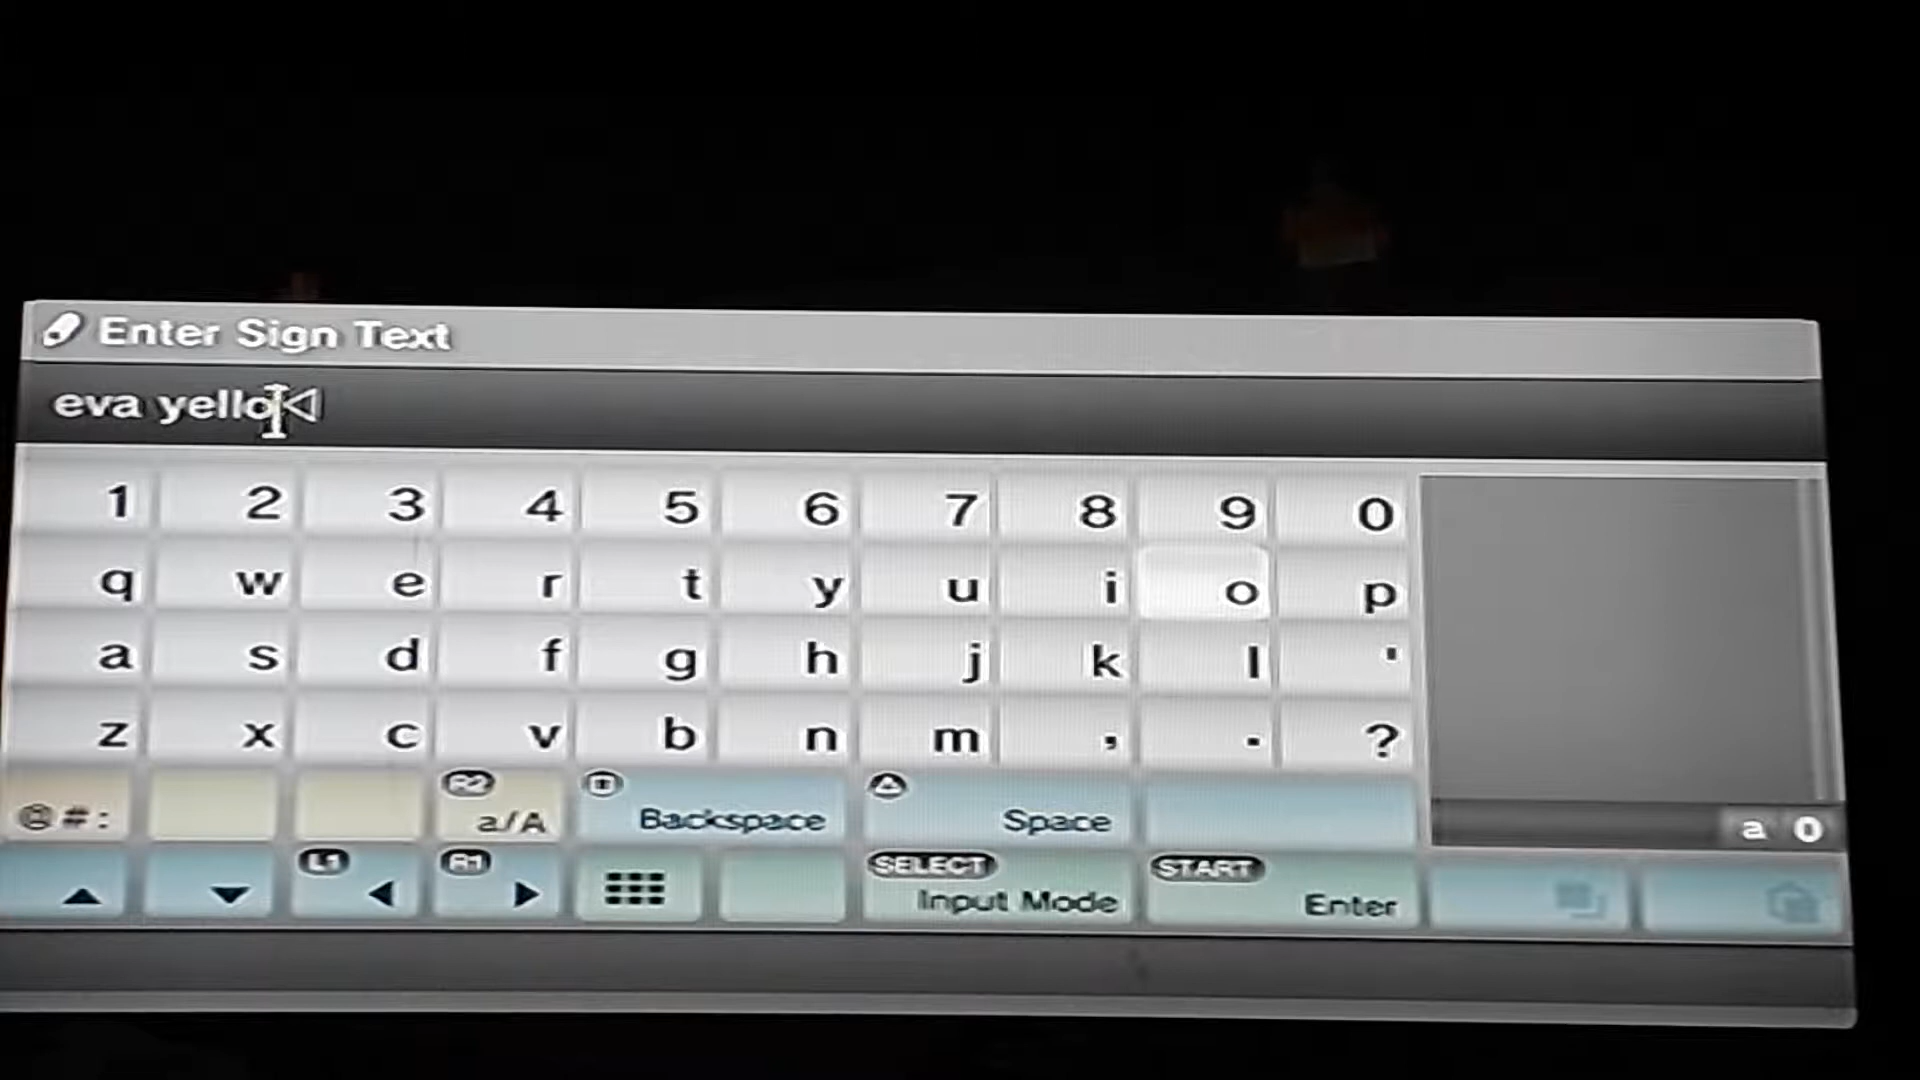 Enter Sign Text
eva yello
1 2 3 4 5 6 7 8 9 0
q w e r t y u i o p
a s d f g h j k l '
z x c v b n m , . ?
@#: R2 a/A Backspace Space
a 0
L1 R1 SELECT Input Mode START Enter